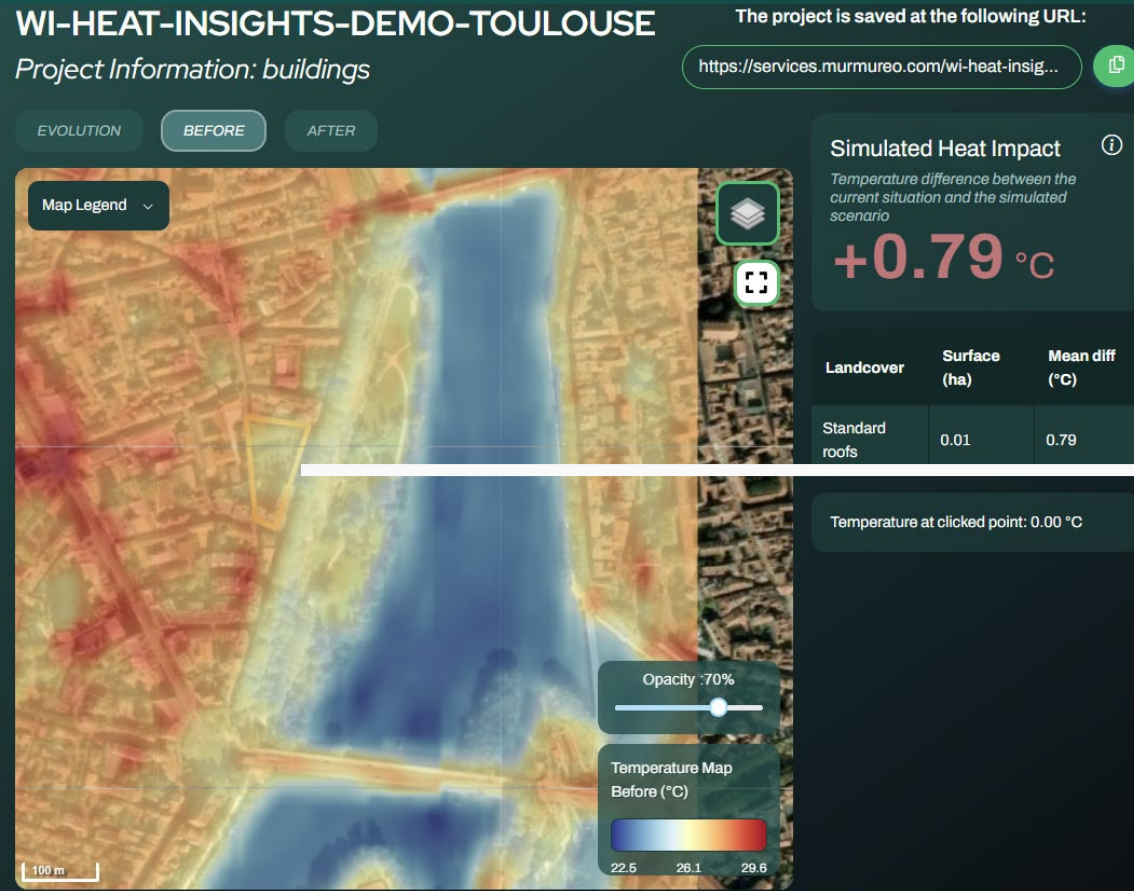 WI-HEAT-INSIGHTS-DEMO-TOULOUSE
Project Information: buildings
The project is saved at the following URL:
https://services.murmureo.com/wi-heat-insig...
EVOLUTION
BEFORE
AFTER
Map Legend
Simulated Heat Impact
Temperature difference between the
current situation and the simulated
scenario
+0.79 °C
Landcover
Surface
(ha)
Mean diff
(°C)
Standard
roofs
0.01
0.79
Temperature at clicked point: 0.00 °C
Opacity :70%
Temperature Map
Before (°C)
22.5
26.1
29.6
100 m